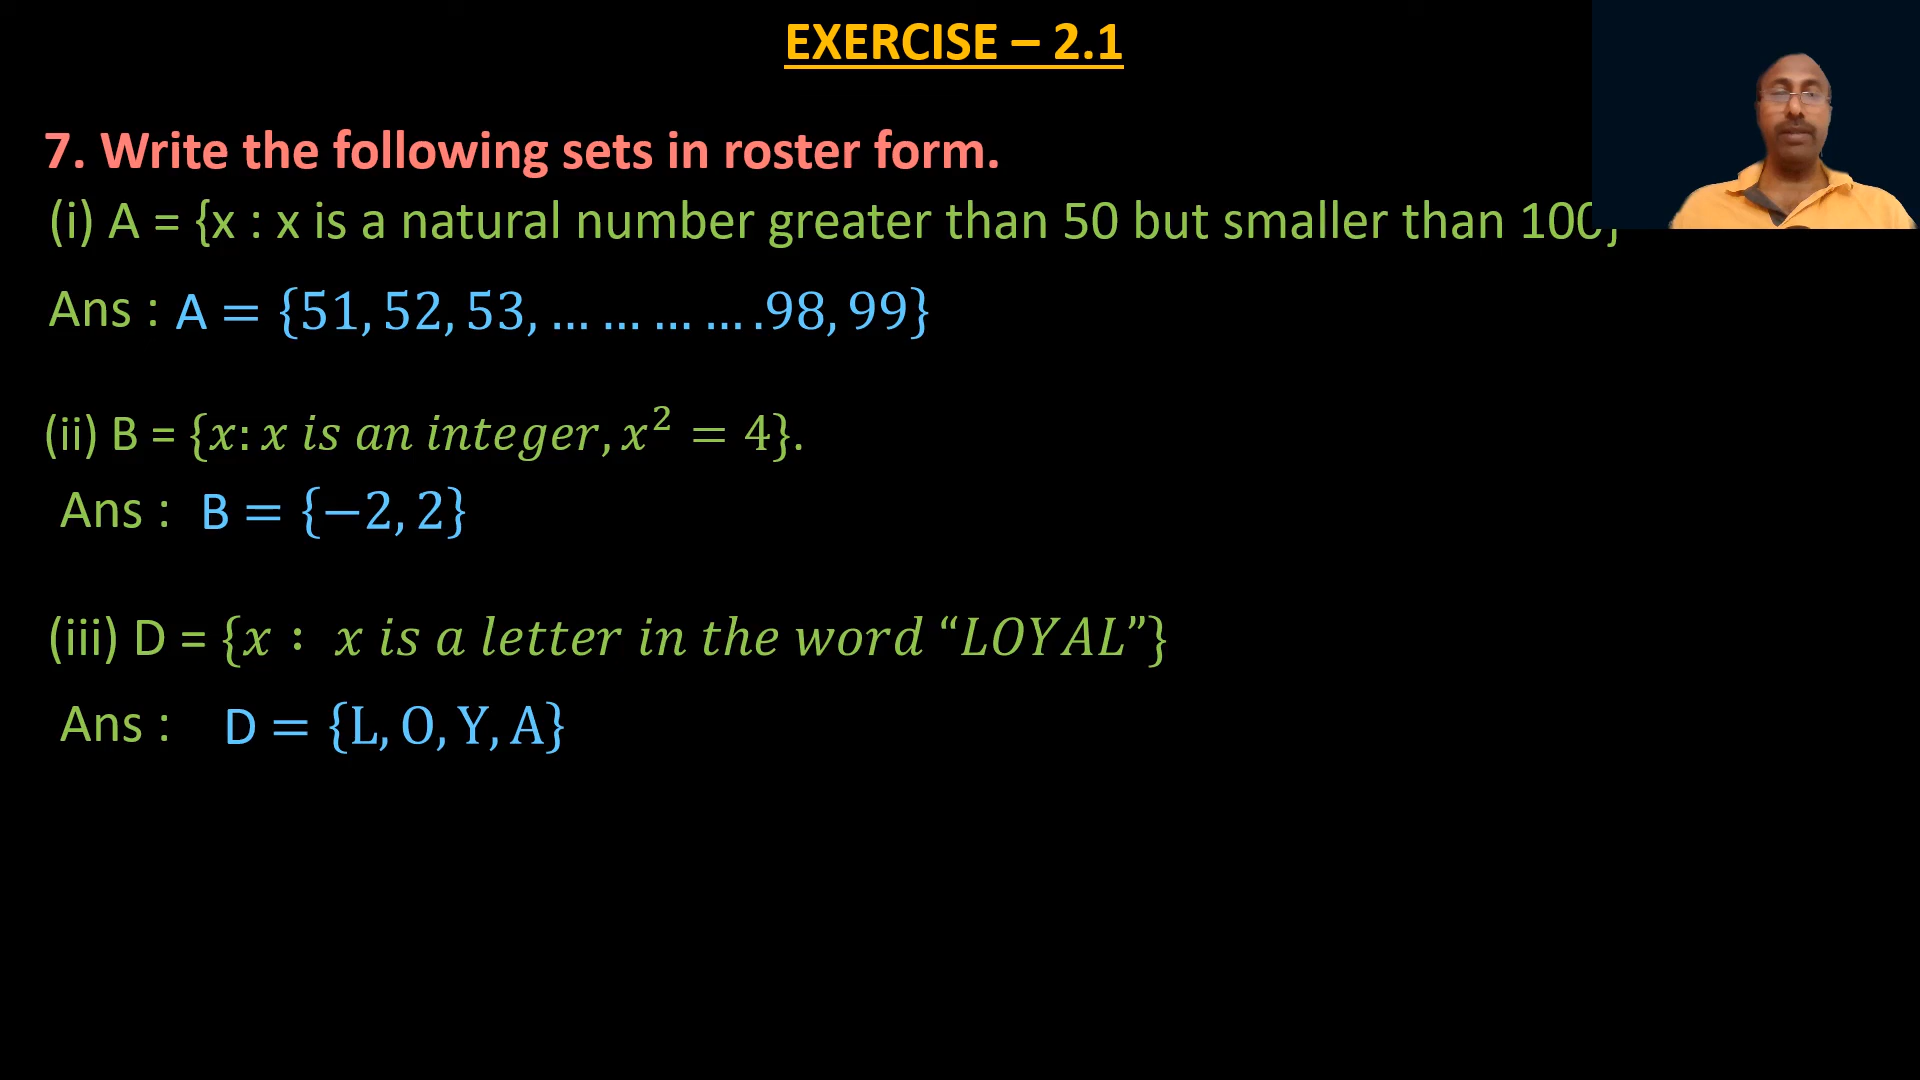 EXERCISE – 2.1
7. Write the following sets in roster form.
(i) A = {x : x is a natural number greater than 50 but smaller than 100}
Ans : A = {51, 52, 53, … … … … .98, 99}
(ii) B = {x: x is an integer, x² = 4}.
Ans : B = {−2, 2}
(iii) D = {x : x is a letter in the word “LOYAL”}
Ans : D = {L, O, Y, A}